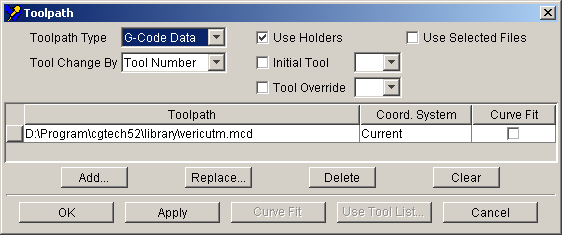 Toolpath
Toolpath Type G-Code Data Use Holders Use Selected Files
Tool Change By Tool Number Initial Tool
Tool Override
Toolpath Coord. System Curve Fit
D:\Program\cgtech52\library\vericutm.mcd Current
Add... Replace... Delete Clear
OK Apply Curve Fit Use Tool List... Cancel